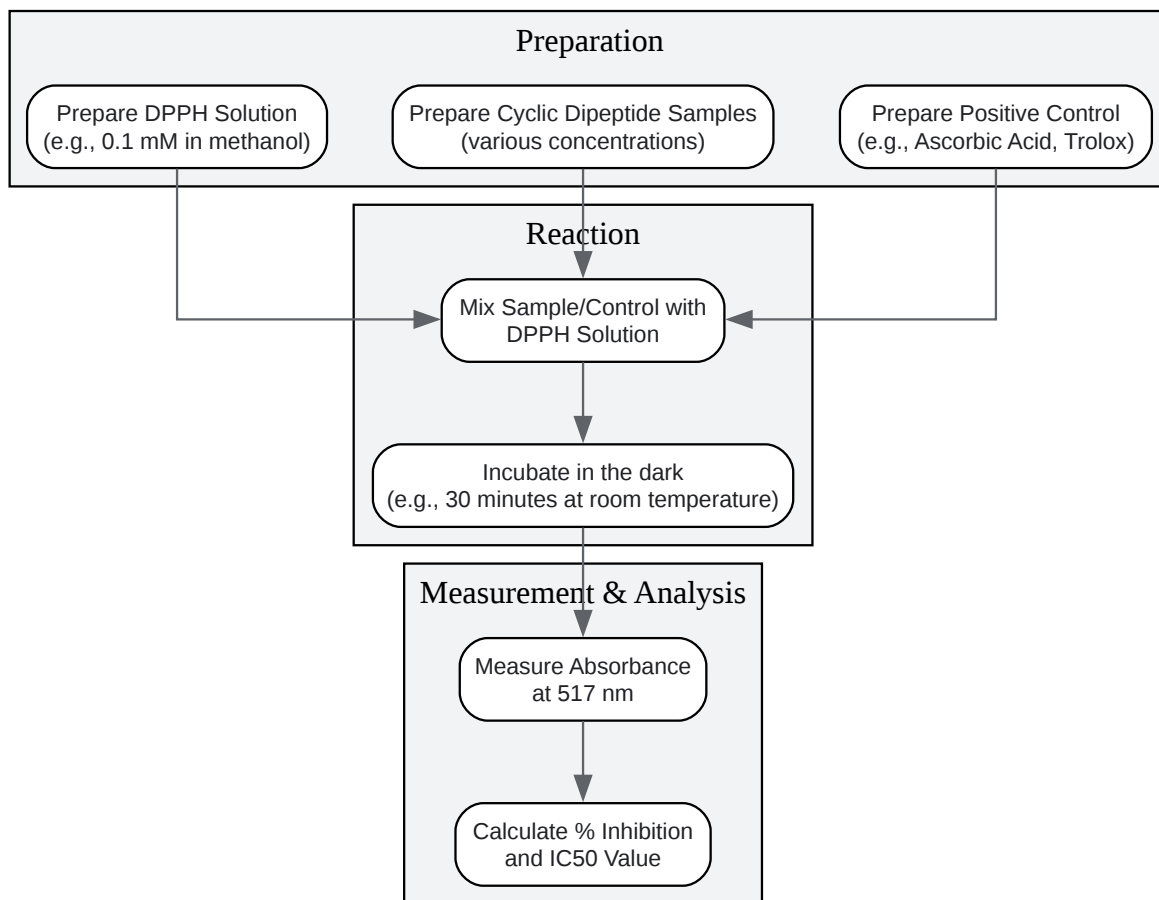 Preparation
Prepare DPPH Solution
(e.g., 0.1 mM in methanol)
Prepare Cyclic Dipeptide Samples
(various concentrations)
Prepare Positive Control
(e.g., Ascorbic Acid, Trolox)
Reaction
Mix Sample/Control with
DPPH Solution
Incubate in the dark
(e.g., 30 minutes at room temperature)
Measurement & Analysis
Measure Absorbance
at 517 nm
Calculate % Inhibition
and IC50 Value